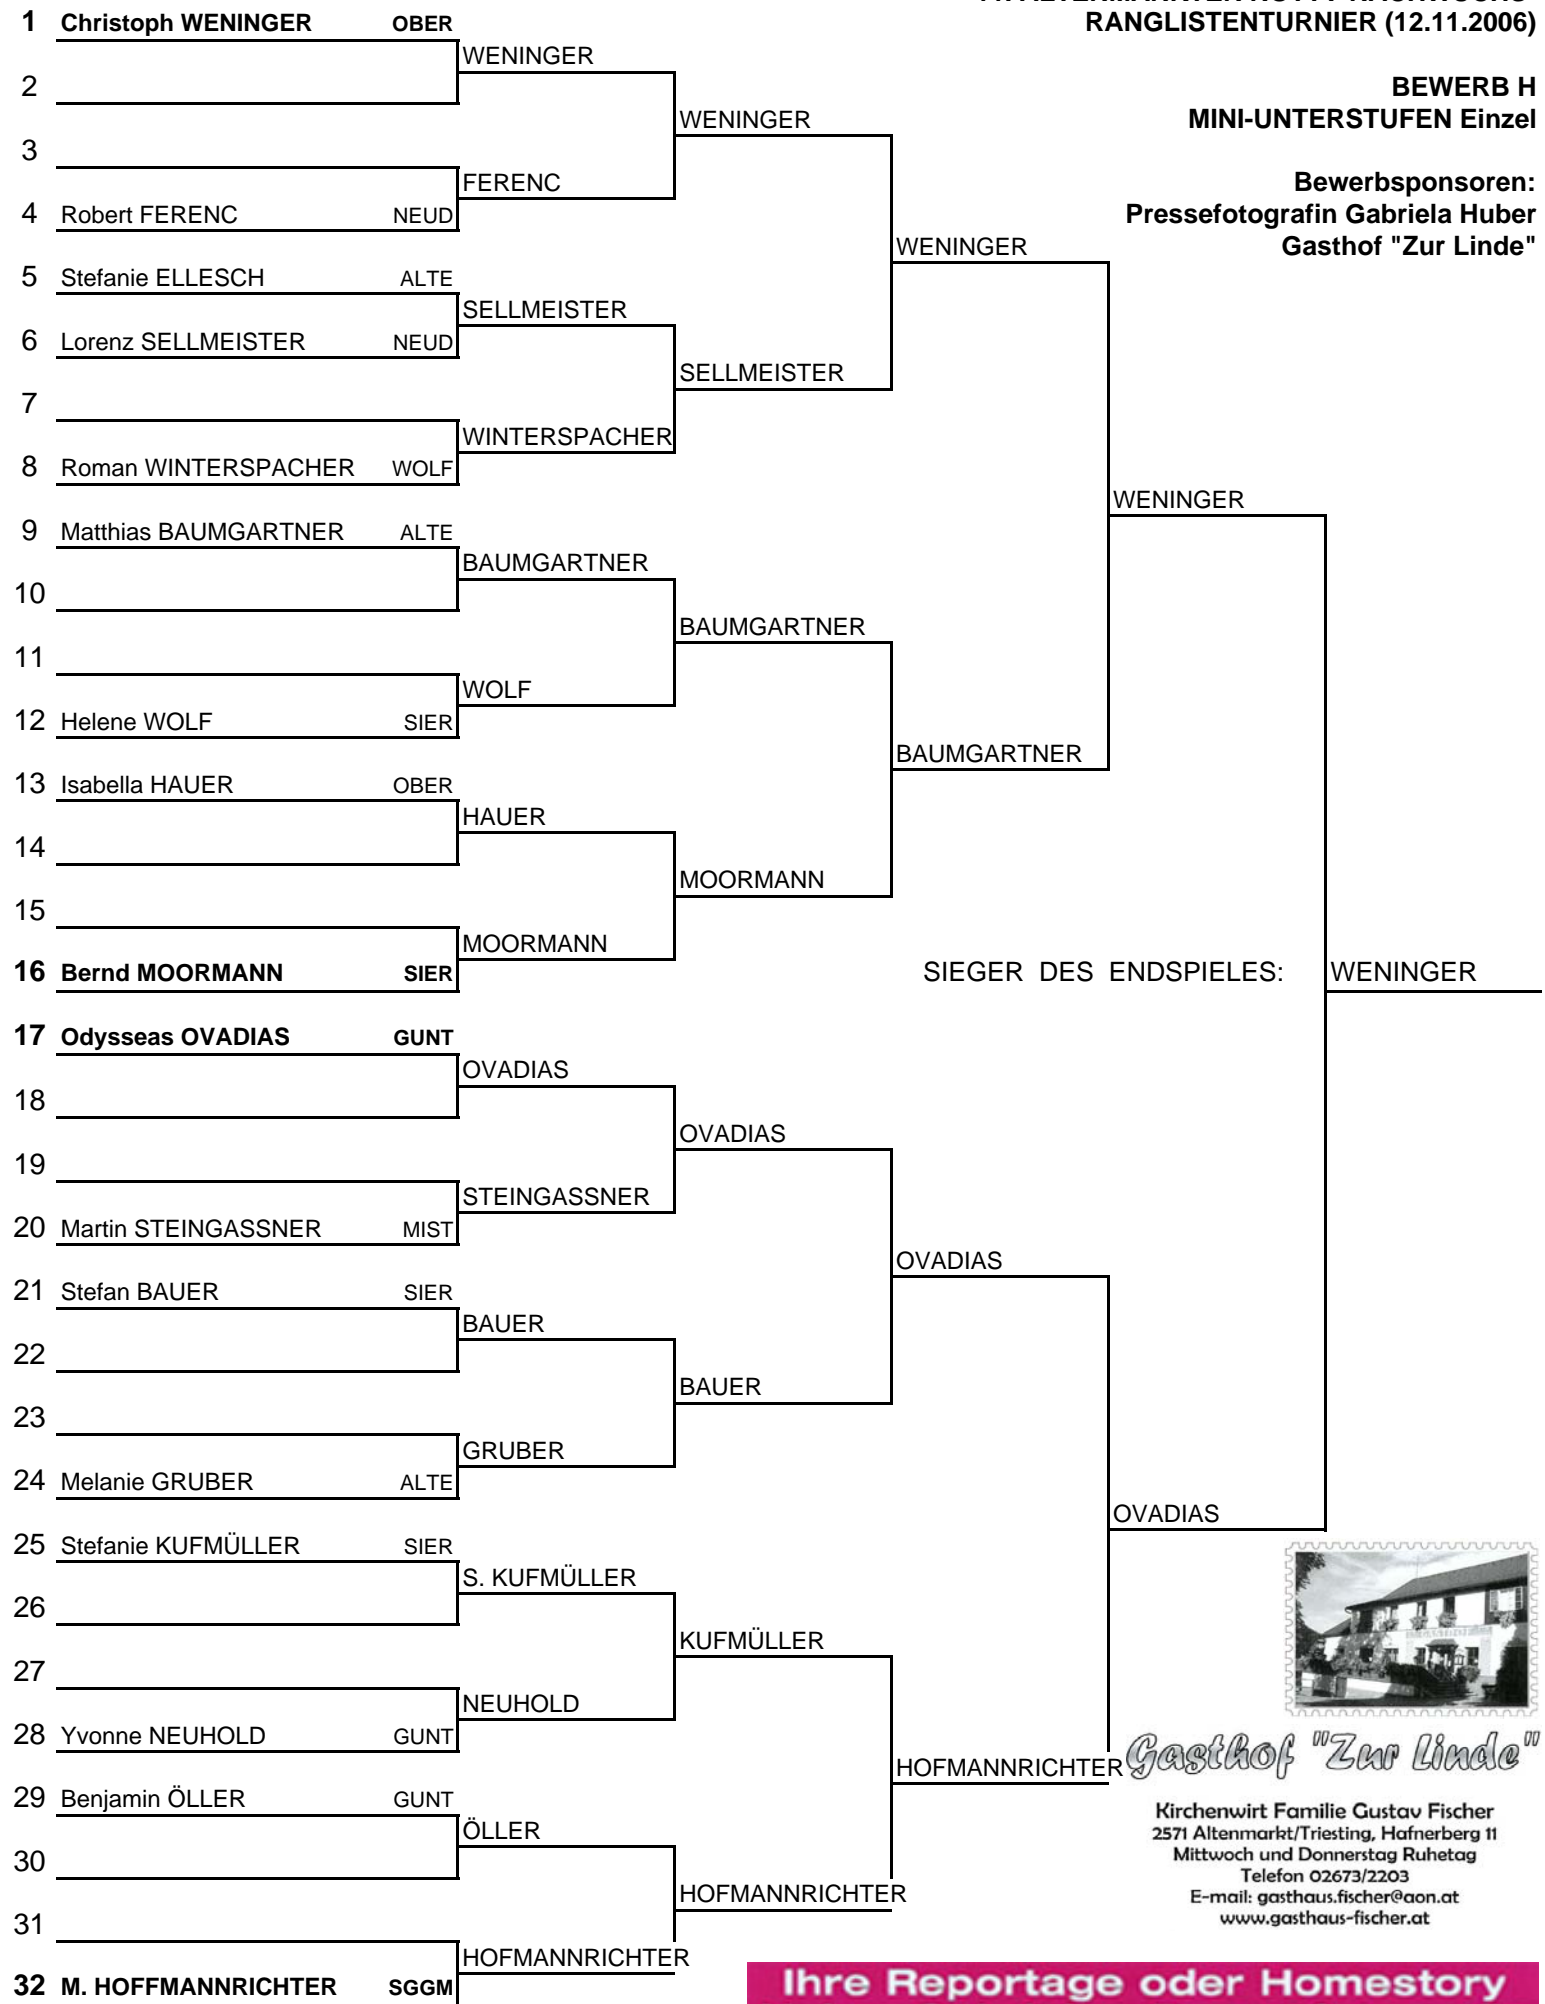 RANGLISTENTURNIER (12.11.2006)
BEWERB H
MINI-UNTERSTUFEN Einzel
Bewerbsponsoren:
Pressefotografin Gabriela Huber
Gasthof "Zur Linde"
1 Christoph WENINGER OBER
WENINGER
2
WENINGER
3
FERENC
4 Robert FERENC NEUD
WENINGER
5 Stefanie ELLESCH ALTE
SELLMEISTER
6 Lorenz SELLMEISTER NEUD
SELLMEISTER
7
WINTERSPACHER
8 Roman WINTERSPACHER WOLF
WENINGER
9 Matthias BAUMGARTNER ALTE
BAUMGARTNER
10
BAUMGARTNER
11
WOLF
12 Helene WOLF SIER
BAUMGARTNER
13 Isabella HAUER OBER
HAUER
14
MOORMANN
15
MOORMANN
16 Bernd MOORMANN SIER
SIEGER DES ENDSPIELES: WENINGER
17 Odysseas OVADIAS GUNT
OVADIAS
18
OVADIAS
19
STEINGASSNER
20 Martin STEINGASSNER MIST
OVADIAS
21 Stefan BAUER SIER
BAUER
22
BAUER
23
GRUBER
24 Melanie GRUBER ALTE
OVADIAS
25 Stefanie KUFMÜLLER SIER
S. KUFMÜLLER
26
KUFMÜLLER
27
NEUHOLD
28 Yvonne NEUHOLD GUNT
HOFMANNRICHTER
29 Benjamin ÖLLER GUNT
ÖLLER
30
HOFMANNRICHTER
31
HOFMANNRICHTER
32 M. HOFFMANNRICHTER SGGM
Gasthof "Zur Linde"
Kirchenwirt Familie Gustav Fischer
2571 Altenmarkt/Triesting, Hafnerberg 11
Mittwoch und Donnerstag Ruhetag
Telefon 02673/2203
E-mail: gasthaus.fischer@aon.at
www.gasthaus-fischer.at
Ihre Reportage oder Homestory